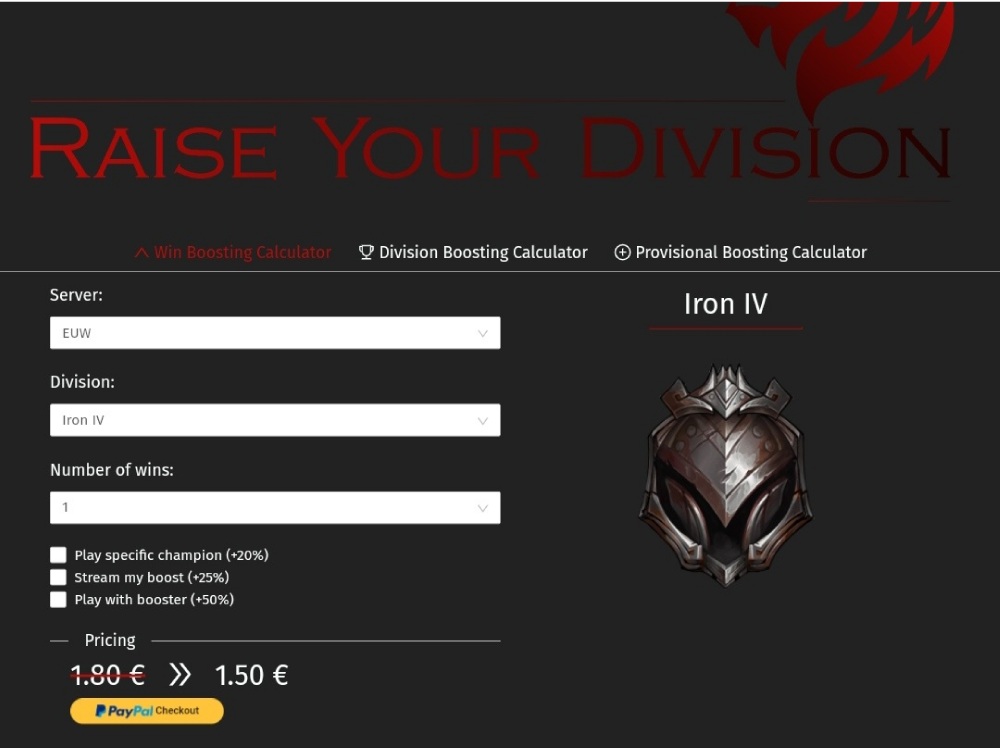 Raise Your Division
Win Boosting Calculator Division Boosting Calculator Provisional Boosting Calculator
Server:
EUW
Division:
Iron IV
Number of wins:
1
Play specific champion (+20%)
Stream my boost (+25%)
Play with booster (+50%)
Pricing
1.80 € » 1.50 €
PayPal Checkout
Iron IV